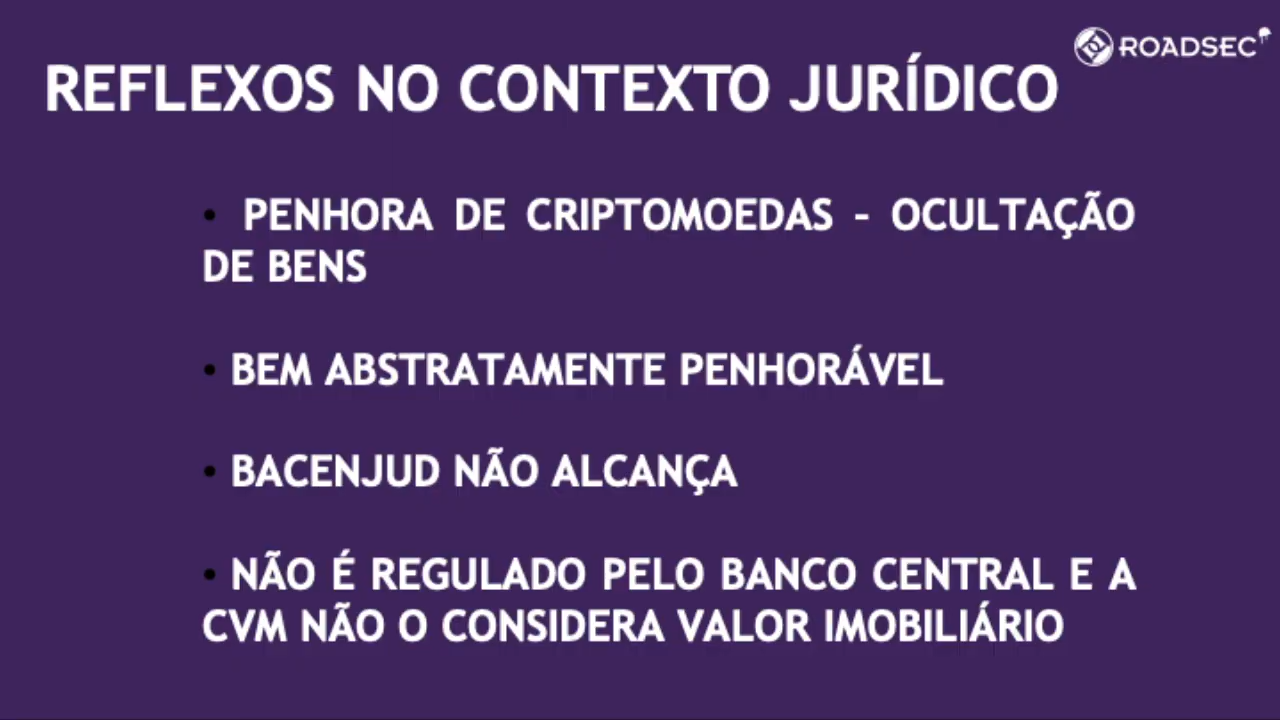 ROADSEC
REFLEXOS NO CONTEXTO JURÍDICO
• PENHORA DE CRIPTOMOEDAS - OCULTAÇÃO
DE BENS
• BEM ABSTRATAMENTE PENHORÁVEL
• BACENJUD NÃO ALCANÇA
• NÃO É REGULADO PELO BANCO CENTRAL E A
CVM NÃO O CONSIDERA VALOR IMOBILIÁRIO